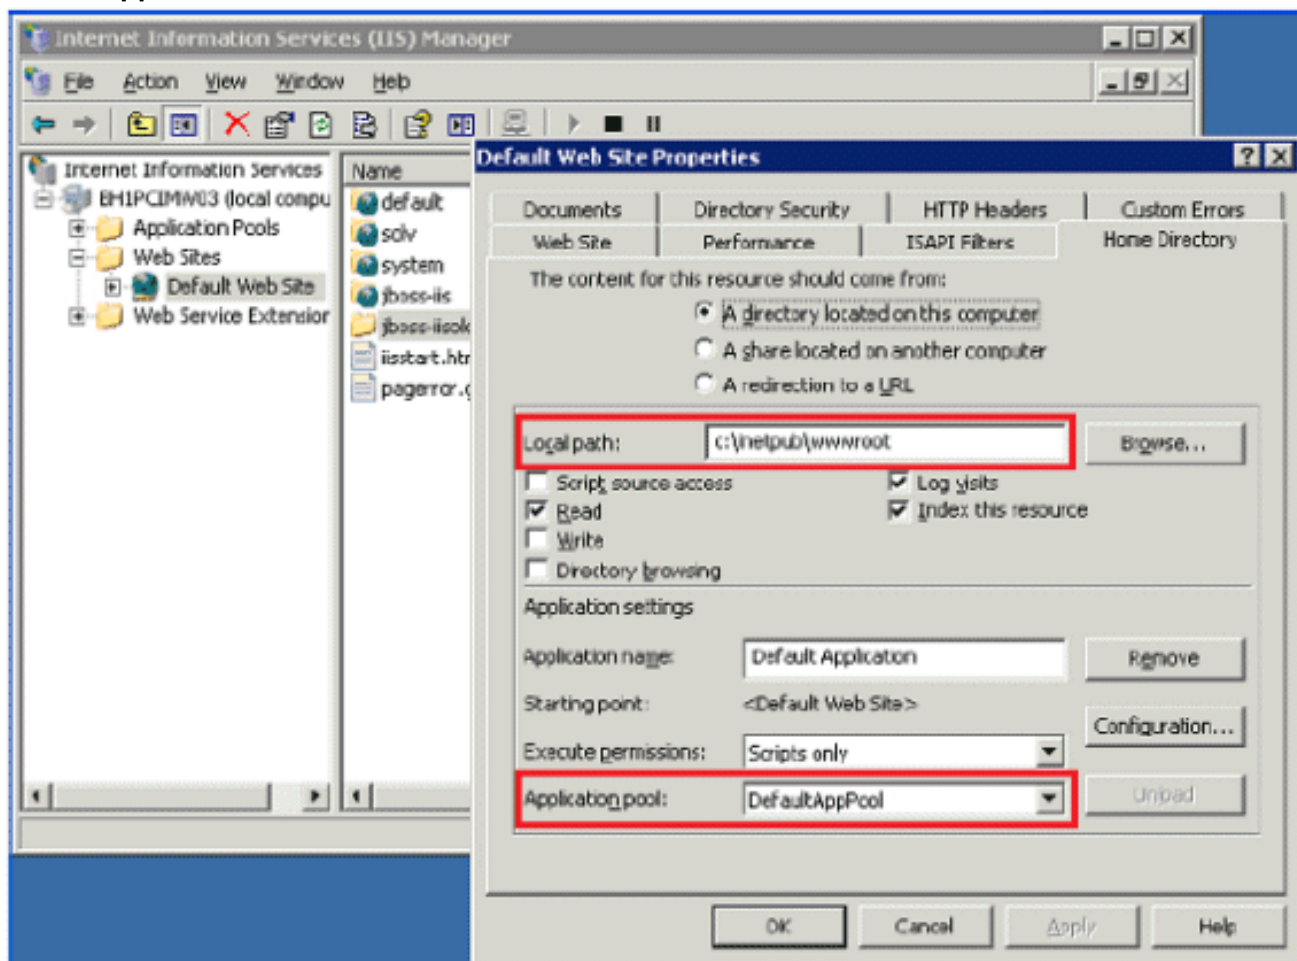 Internet Information Services (IIS) Manager
File Action View Window Help
Internet Information Services
(local compu
Application Pools
Web Sites
Default Web Site
Web Service Extension
Name
default
sdv
system
jboss-iis
jboss-iisok
iisstart.htm
pagerror.g
Default Web Site Properties
Documents Directory Security HTTP Headers Custom Errors
Web Site Performance ISAPI Filters Home Directory
The content for this resource should come from:
A directory located on this computer
A share located on another computer
A redirection to a URL
Local path: c:\inetpub\wwwroot Browse...
Script source access Log visits
Read Index this resource
Write
Directory browsing
Application settings
Application name: Default Application Remove
Starting point: <Default Web Site>
Configuration...
Execute permissions: Scripts only
Application pool: DefaultAppPool Unload
OK Cancel Apply Help